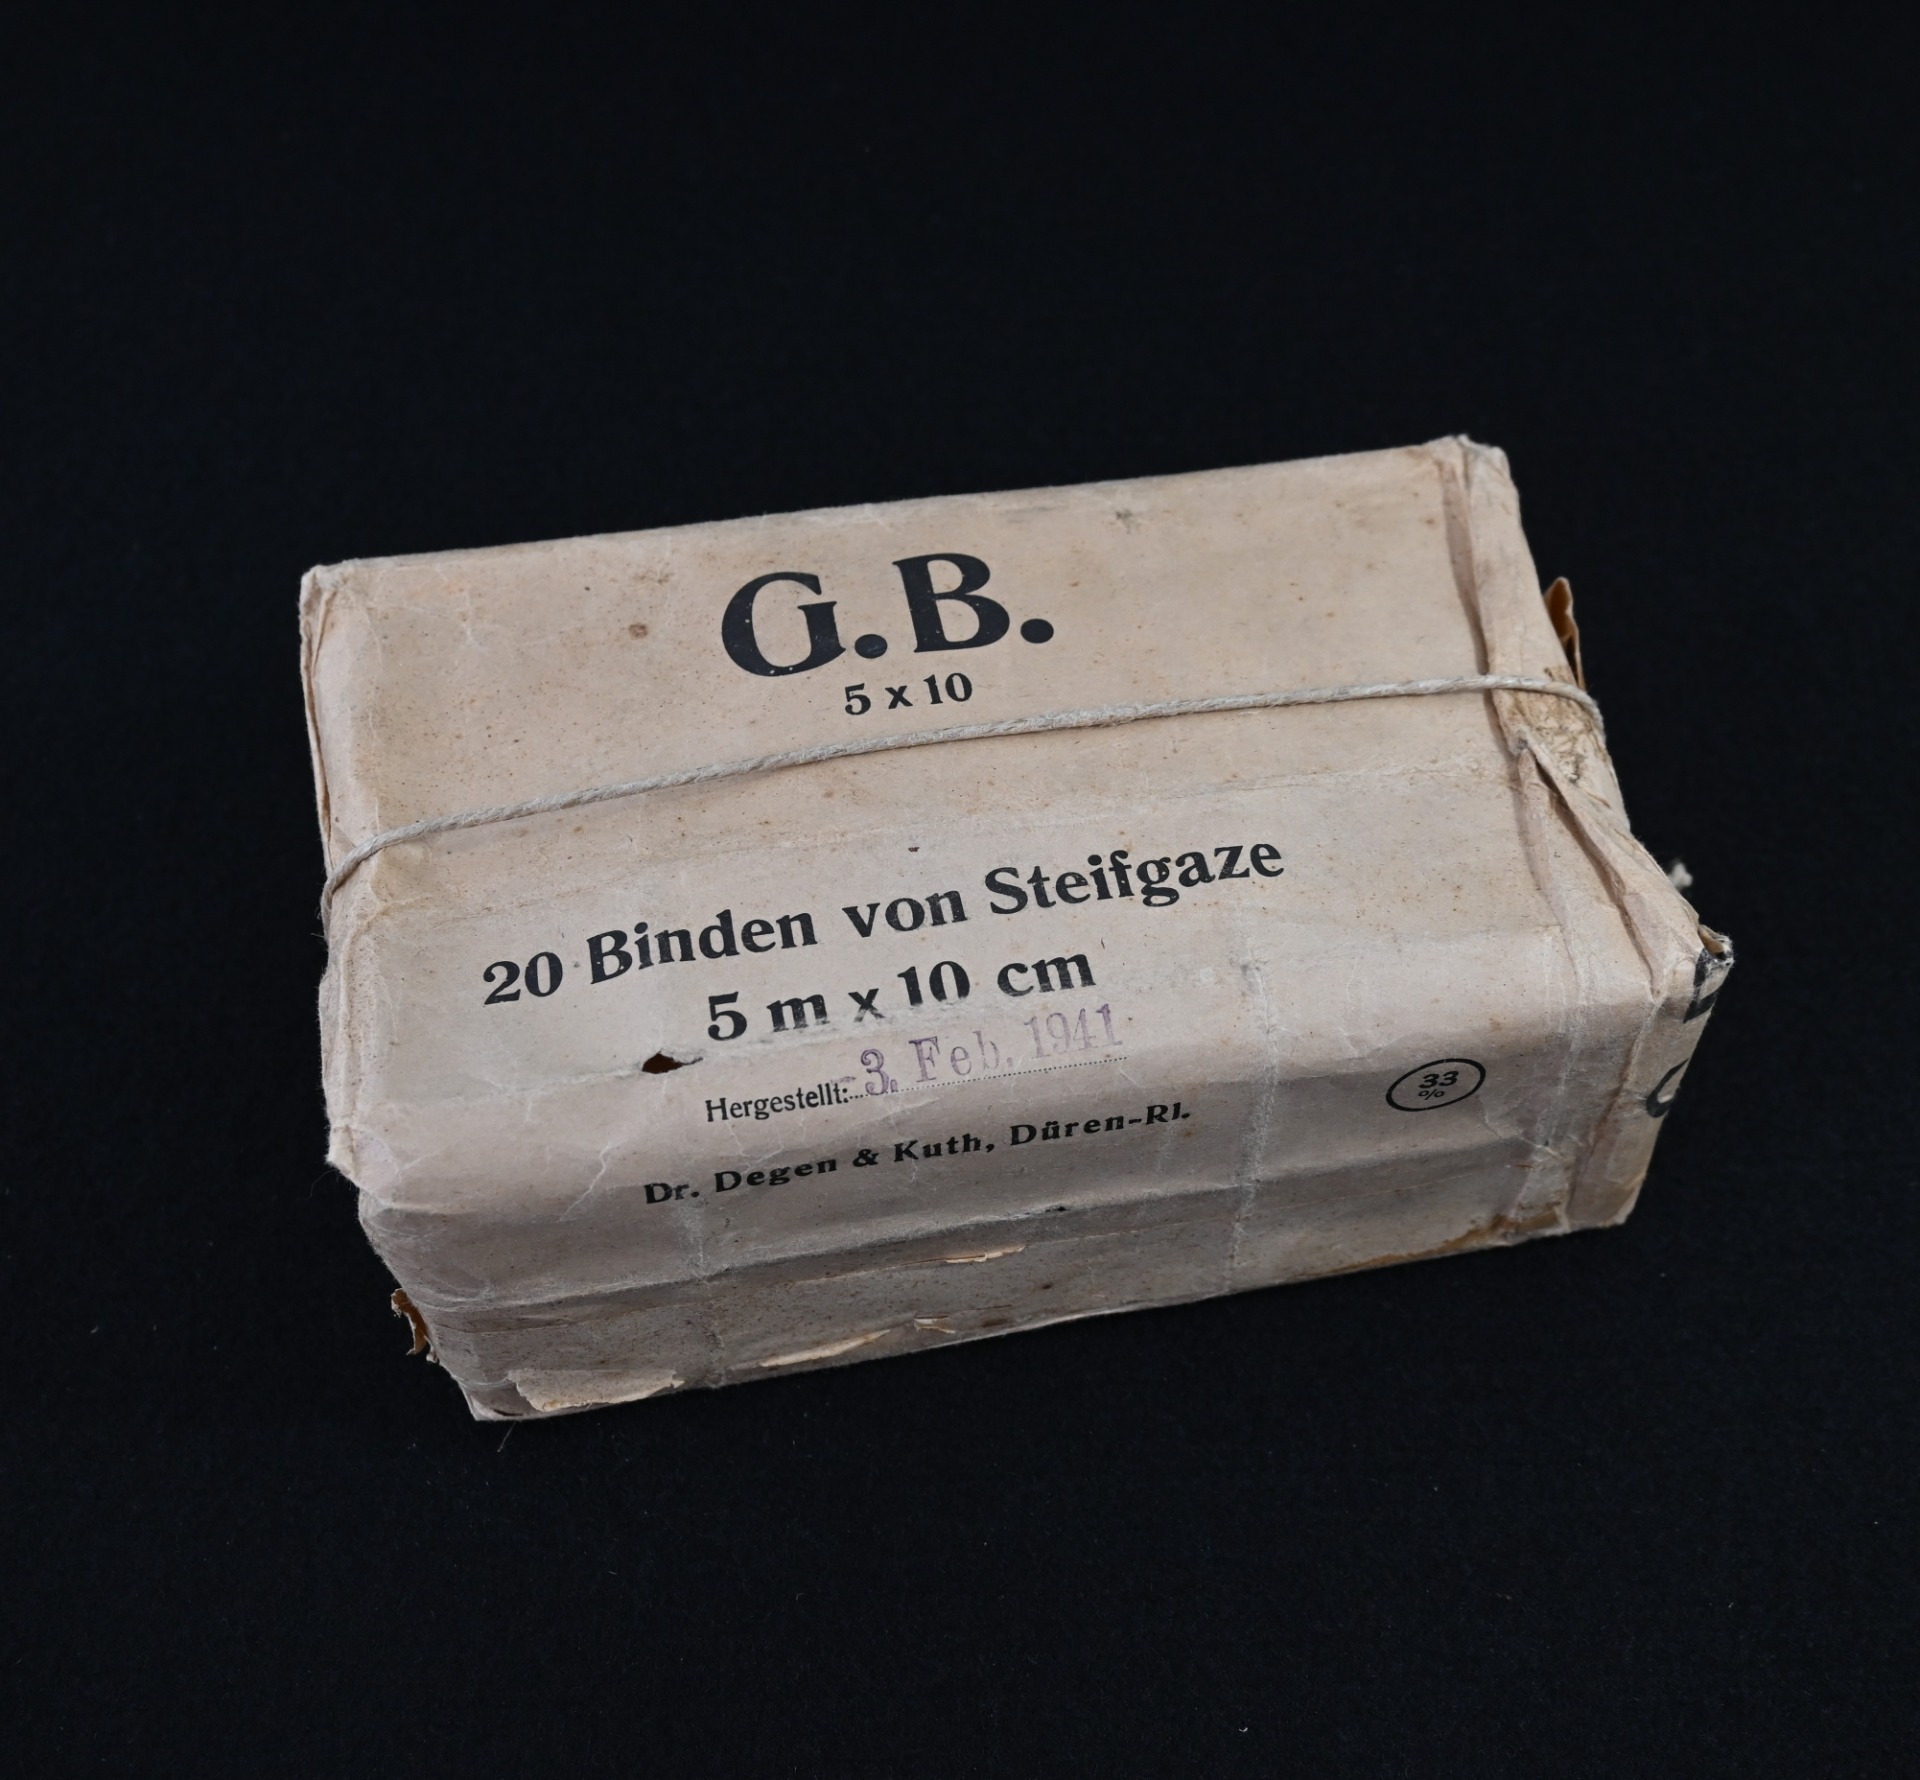 G.B.
5 x 10
20 Binden von Steifgaze
5 m x 10 cm
Hergestellt: -3. Feb. 1941
Dr. Degen & Kuth, Düren-Rl.
33
%